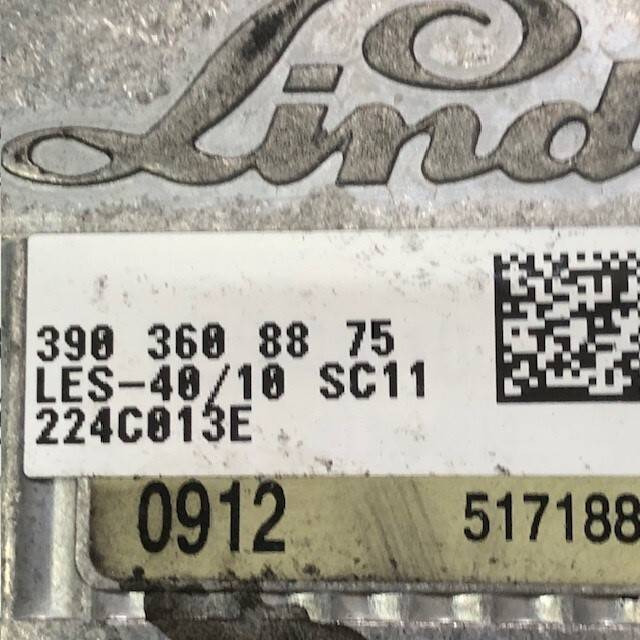 Lind
390 360 88 75
LES-40/10 SC11
224C013E
0912 517188